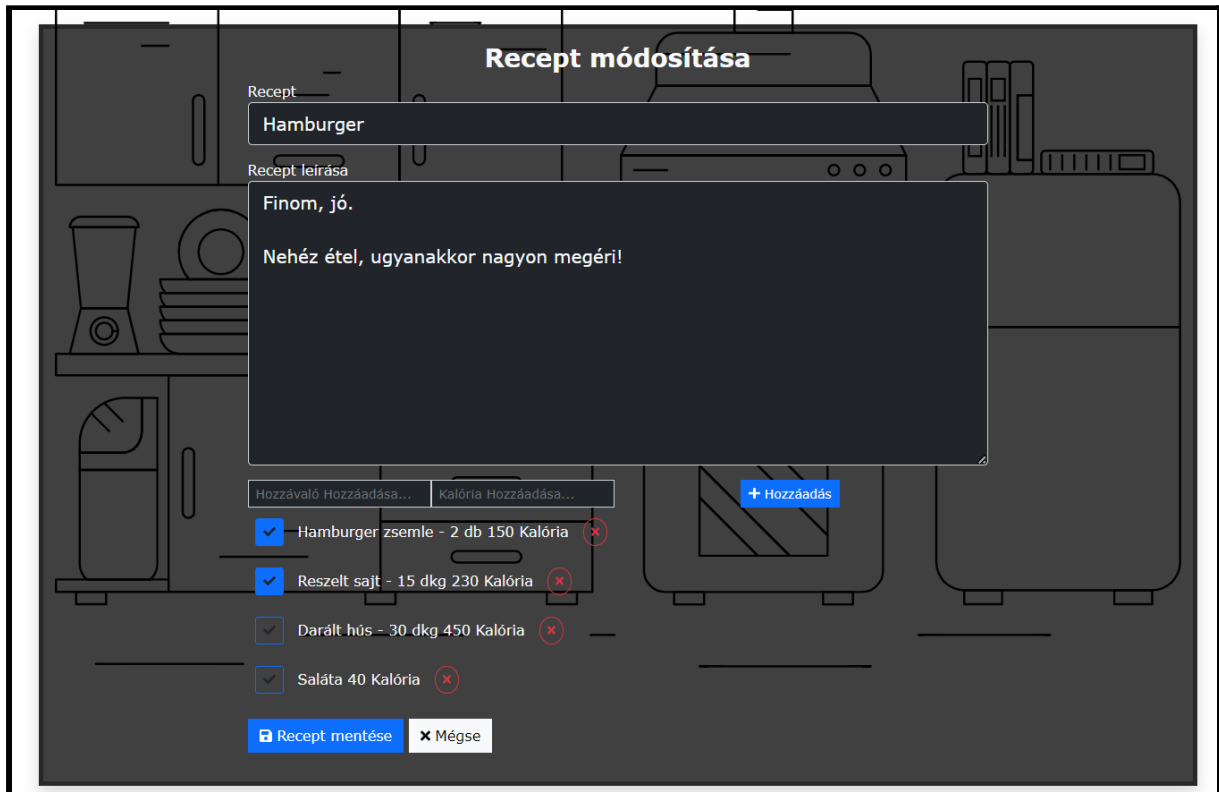 Recept módosítása
Recept
Hamburger
Recept leírása
Finom, jó.
Nehéz étel, ugyanakkor nagyon megéri!
Hozzávaló Hozzáadása... Kalória Hozzáadása... + Hozzáadás
Hamburger zsemle - 2 db 150 Kalória
Reszelt sajt - 15 dkg 230 Kalória
Darált hús - 30 dkg 450 Kalória
Saláta 40 Kalória
Recept mentése Mégse